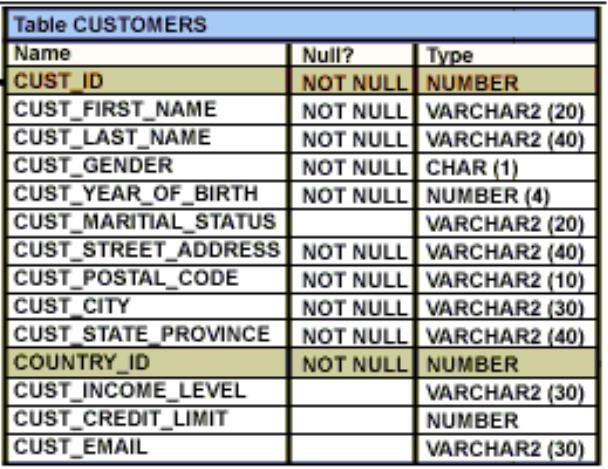 Table CUSTOMERS
Name Null? Type
CUST_ID NOT NULL NUMBER
CUST_FIRST_NAME NOT NULL VARCHAR2 (20)
CUST_LAST_NAME NOT NULL VARCHAR2 (40)
CUST_GENDER NOT NULL CHAR (1)
CUST_YEAR_OF_BIRTH NOT NULL NUMBER (4)
CUST_MARITIAL_STATUS VARCHAR2 (20)
CUST_STREET_ADDRESS NOT NULL VARCHAR2 (40)
CUST_POSTAL_CODE NOT NULL VARCHAR2 (10)
CUST_CITY NOT NULL VARCHAR2 (30)
CUST_STATE_PROVINCE NOT NULL VARCHAR2 (40)
COUNTRY_ID NOT NULL NUMBER
CUST_INCOME_LEVEL VARCHAR2 (30)
CUST_CREDIT_LIMIT NUMBER
CUST_EMAIL VARCHAR2 (30)